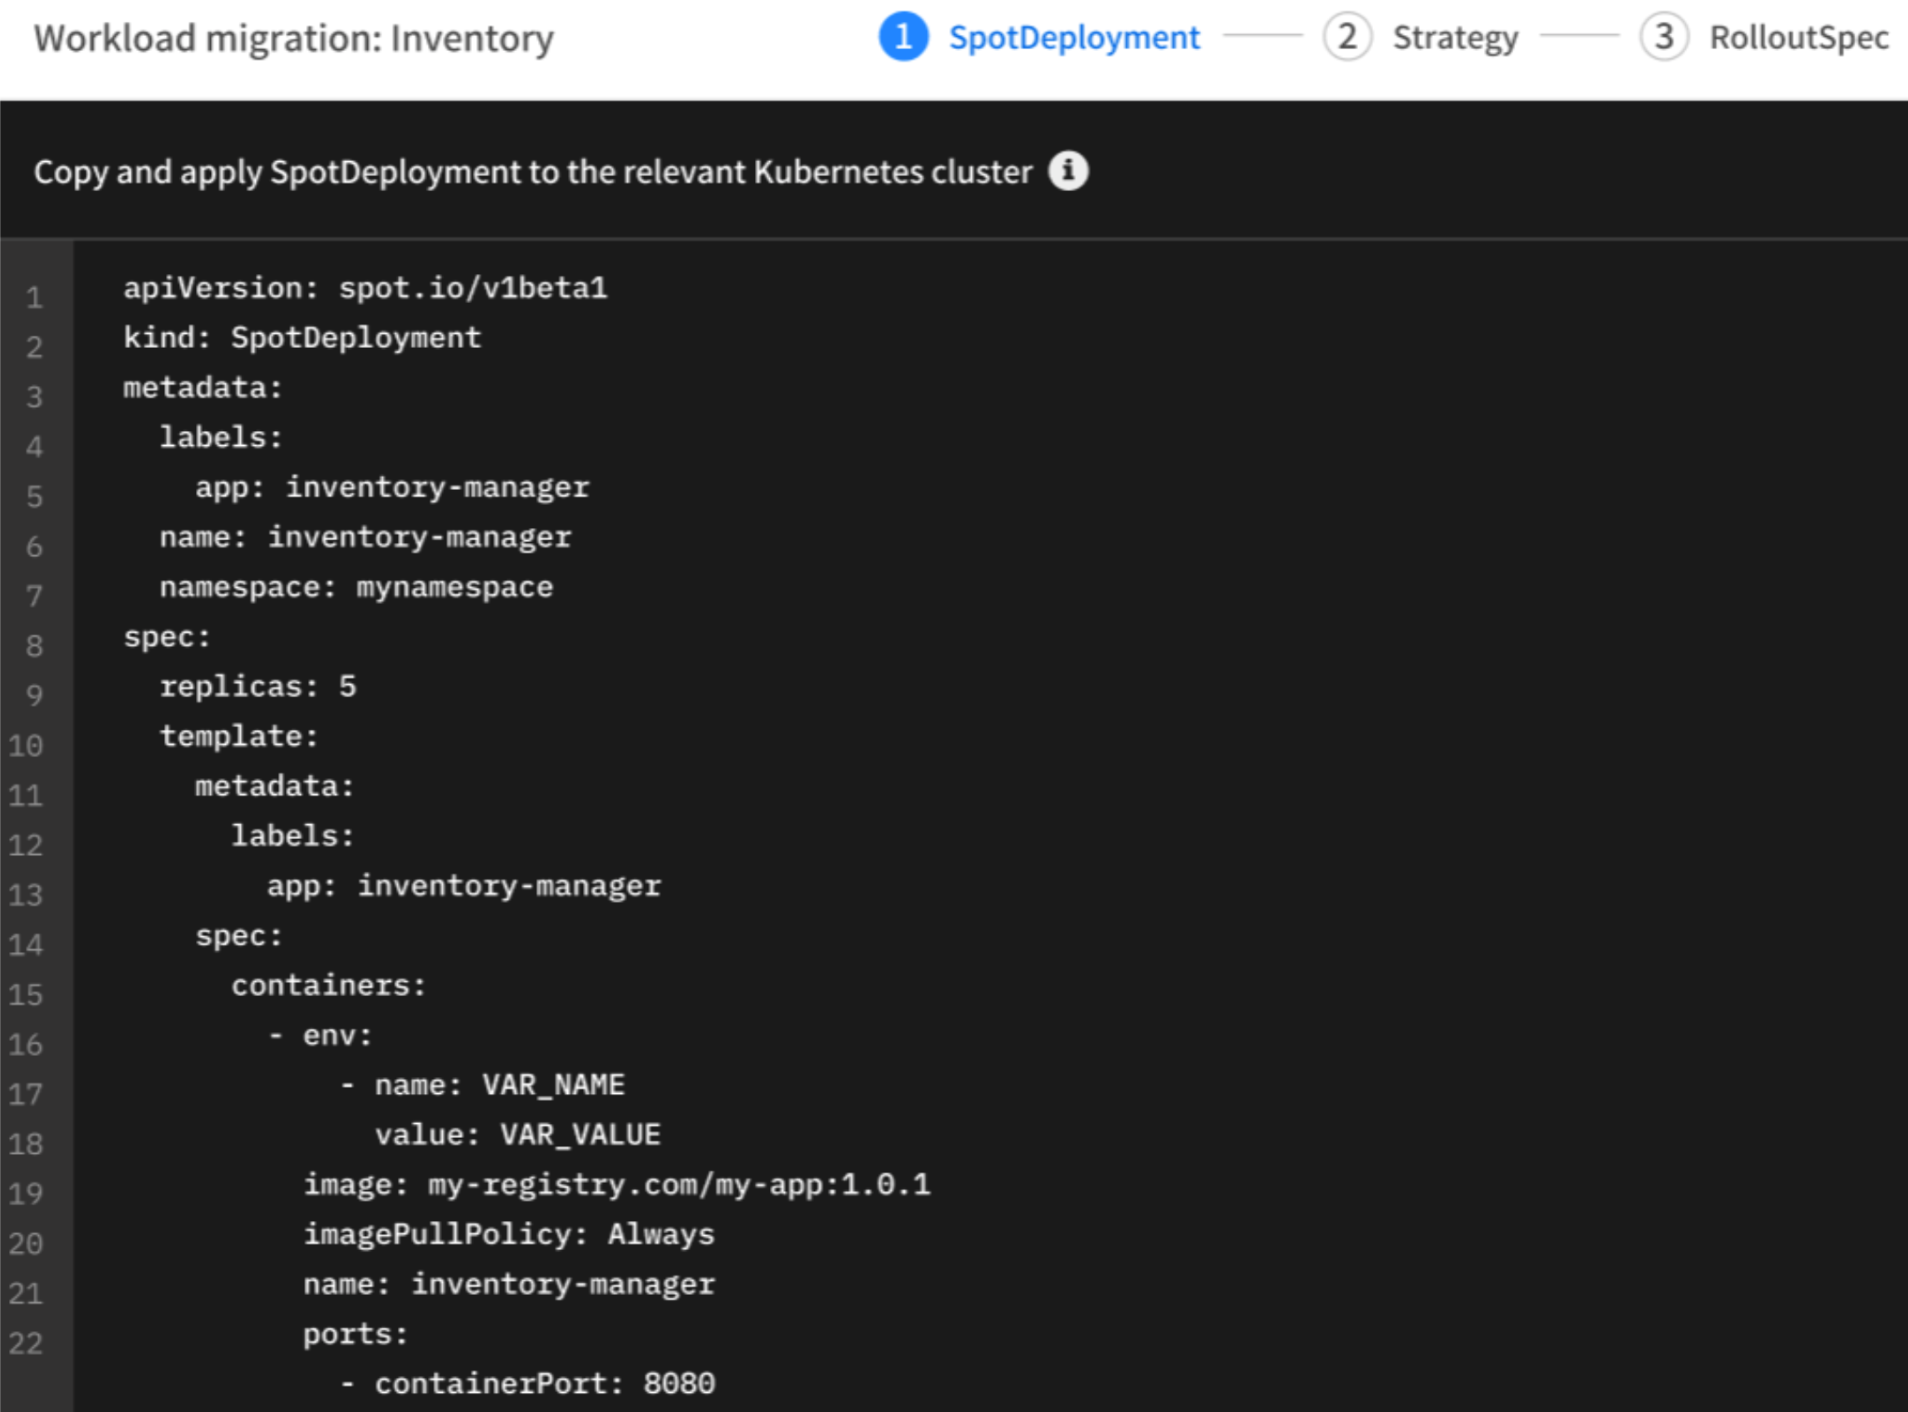 Workload migration: Inventory
1 SpotDeployment 2 Strategy 3 RolloutSpec
Copy and apply SpotDeployment to the relevant Kubernetes cluster i
1 apiVersion: spot.io/v1beta1
2 kind: SpotDeployment
3 metadata:
4   labels:
5     app: inventory-manager
6   name: inventory-manager
7   namespace: mynamespace
8 spec:
9   replicas: 5
10   template:
11     metadata:
12       labels:
13         app: inventory-manager
14     spec:
15       containers:
16         - env:
17             - name: VAR_NAME
18               value: VAR_VALUE
19           image: my-registry.com/my-app:1.0.1
20           imagePullPolicy: Always
21           name: inventory-manager
22           ports:
            - containerPort: 8080